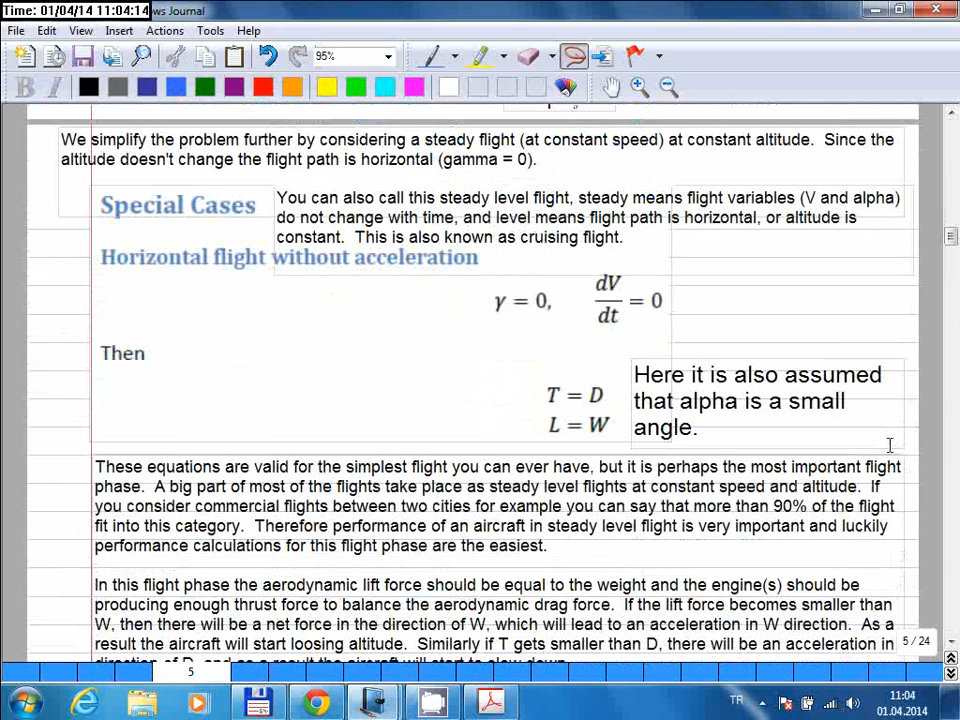 Time: 01/04/14 11:04:14
ws Journal
File Edit View Insert Actions Tools Help
95%
B I
We simplify the problem further by considering a steady flight (at constant speed) at constant altitude. Since the
altitude doesn't change the flight path is horizontal (gamma = 0).
Special Cases
You can also call this steady level flight, steady means flight variables (V and alpha)
do not change with time, and level means flight path is horizontal, or altitude is
constant. This is also known as cruising flight.
Horizontal flight without acceleration
γ = 0, dV/dt = 0
Then
T = D
L = W
Here it is also assumed
that alpha is a small
angle.
These equations are valid for the simplest flight you can ever have, but it is perhaps the most important flight
phase. A big part of most of the flights take place as steady level flights at constant speed and altitude. If
you consider commercial flights between two cities for example you can say that more than 90% of the flight
fit into this category. Therefore performance of an aircraft in steady level flight is very important and luckily
performance calculations for this flight phase are the easiest.
In this flight phase the aerodynamic lift force should be equal to the weight and the engine(s) should be
producing enough thrust force to balance the aerodynamic drag force. If the lift force becomes smaller than
W, then there will be a net force in the direction of W, which will lead to an acceleration in W direction. As a
result the aircraft will start loosing altitude. Similarly if T gets smaller than D, there will be an acceleration in
direction of D, and as a result the aircraft will start to slow down.
5 / 24
5
TR
11:04
01.04.2014